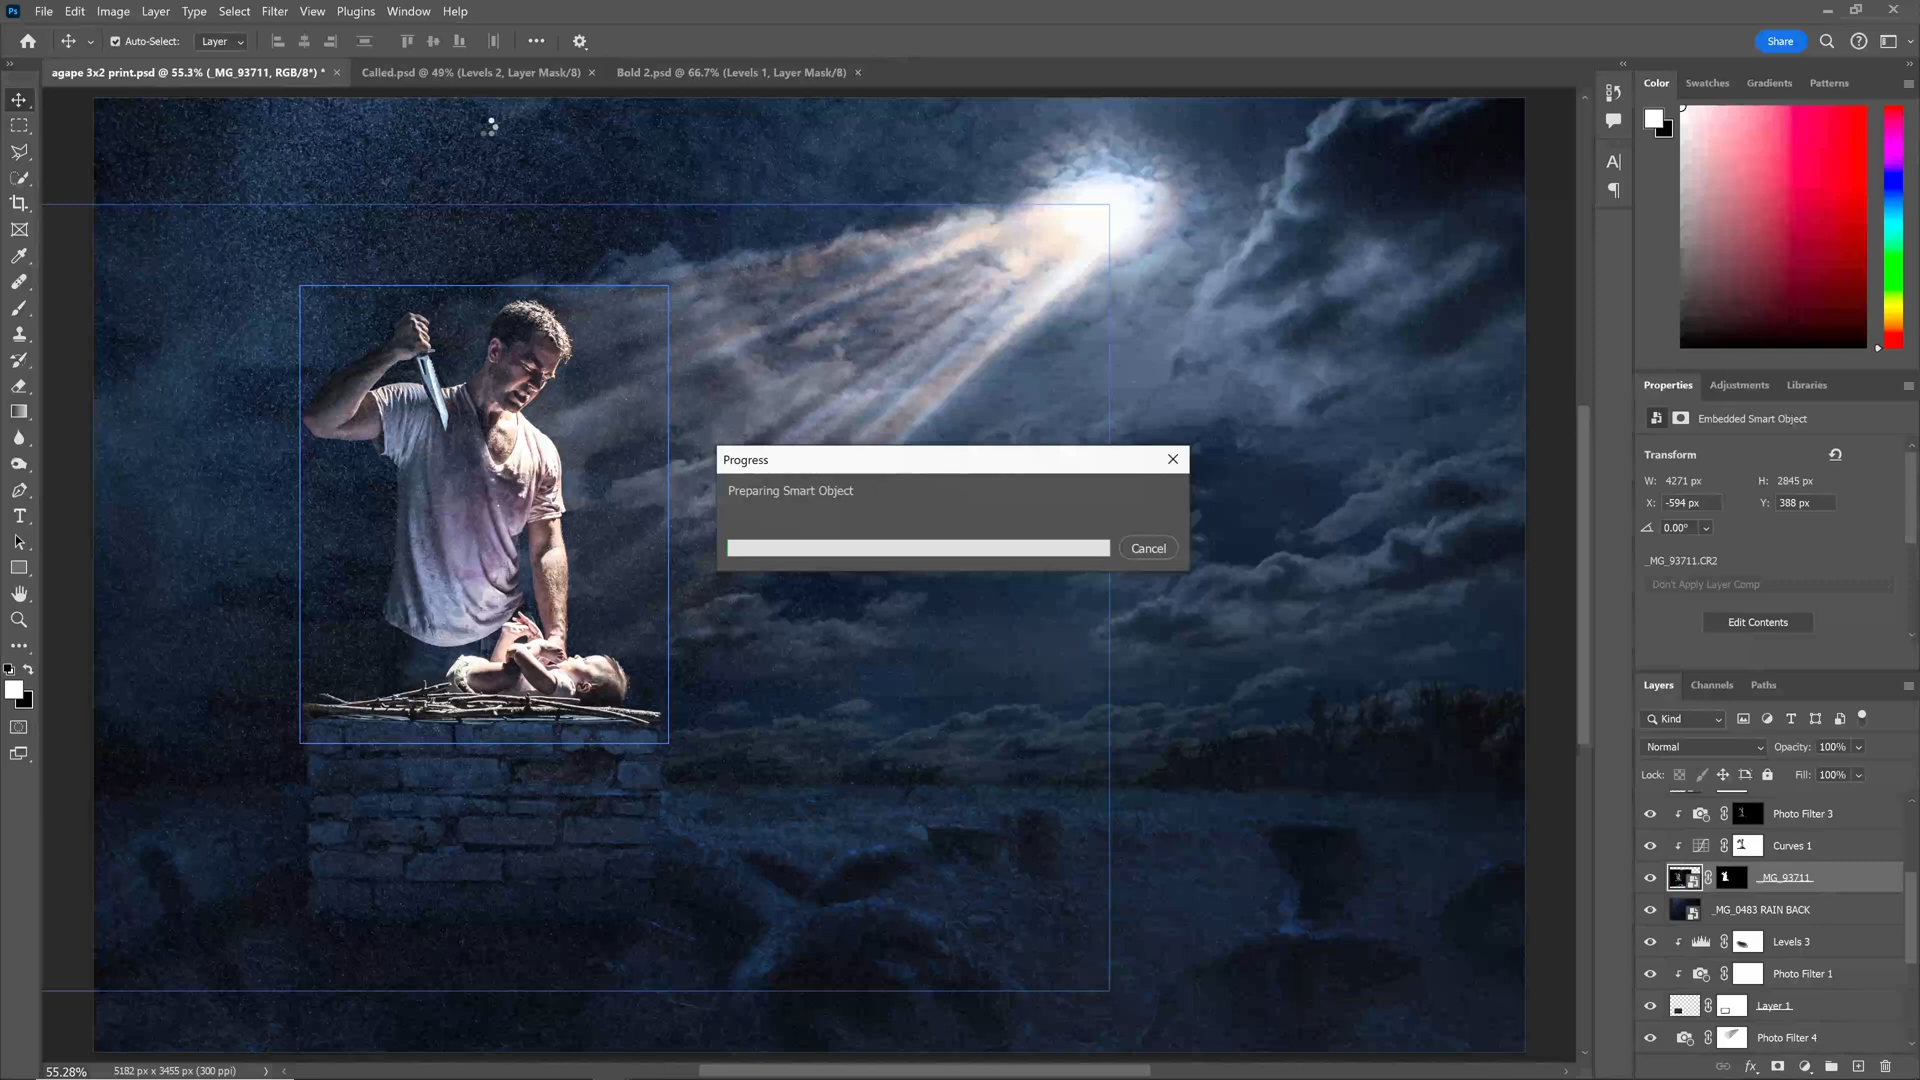 Ps File Edit Image Layer Type Select Filter View Plugins Window Help
Auto-Select: Layer Share
agape 3x2 print.psd @ 55.3% (_MG_93711, RGB/8*) * Called.psd @ 49% (Levels 2, Layer Mask/8) Bold 2.psd @ 66.7% (Levels 1, Layer Mask/8)
Color Swatches Gradients Patterns
Properties Adjustments Libraries
Embedded Smart Object
Transform
W: 4271 px H: 2845 px
X: -594 px Y: 388 px
0.00°
_MG_93711.CR2
Don't Apply Layer Comp
Edit Contents
Progress
Preparing Smart Object
Cancel
Layers Channels Paths
Kind
Normal Opacity: 100%
Lock: Fill: 100%
Photo Filter 3
Curves 1
_MG_93711
_MG_0483 RAIN BACK
Levels 3
Photo Filter 1
Layer 1
Photo Filter 4
fx
55.28% 5182 px x 3455 px (300 ppi)